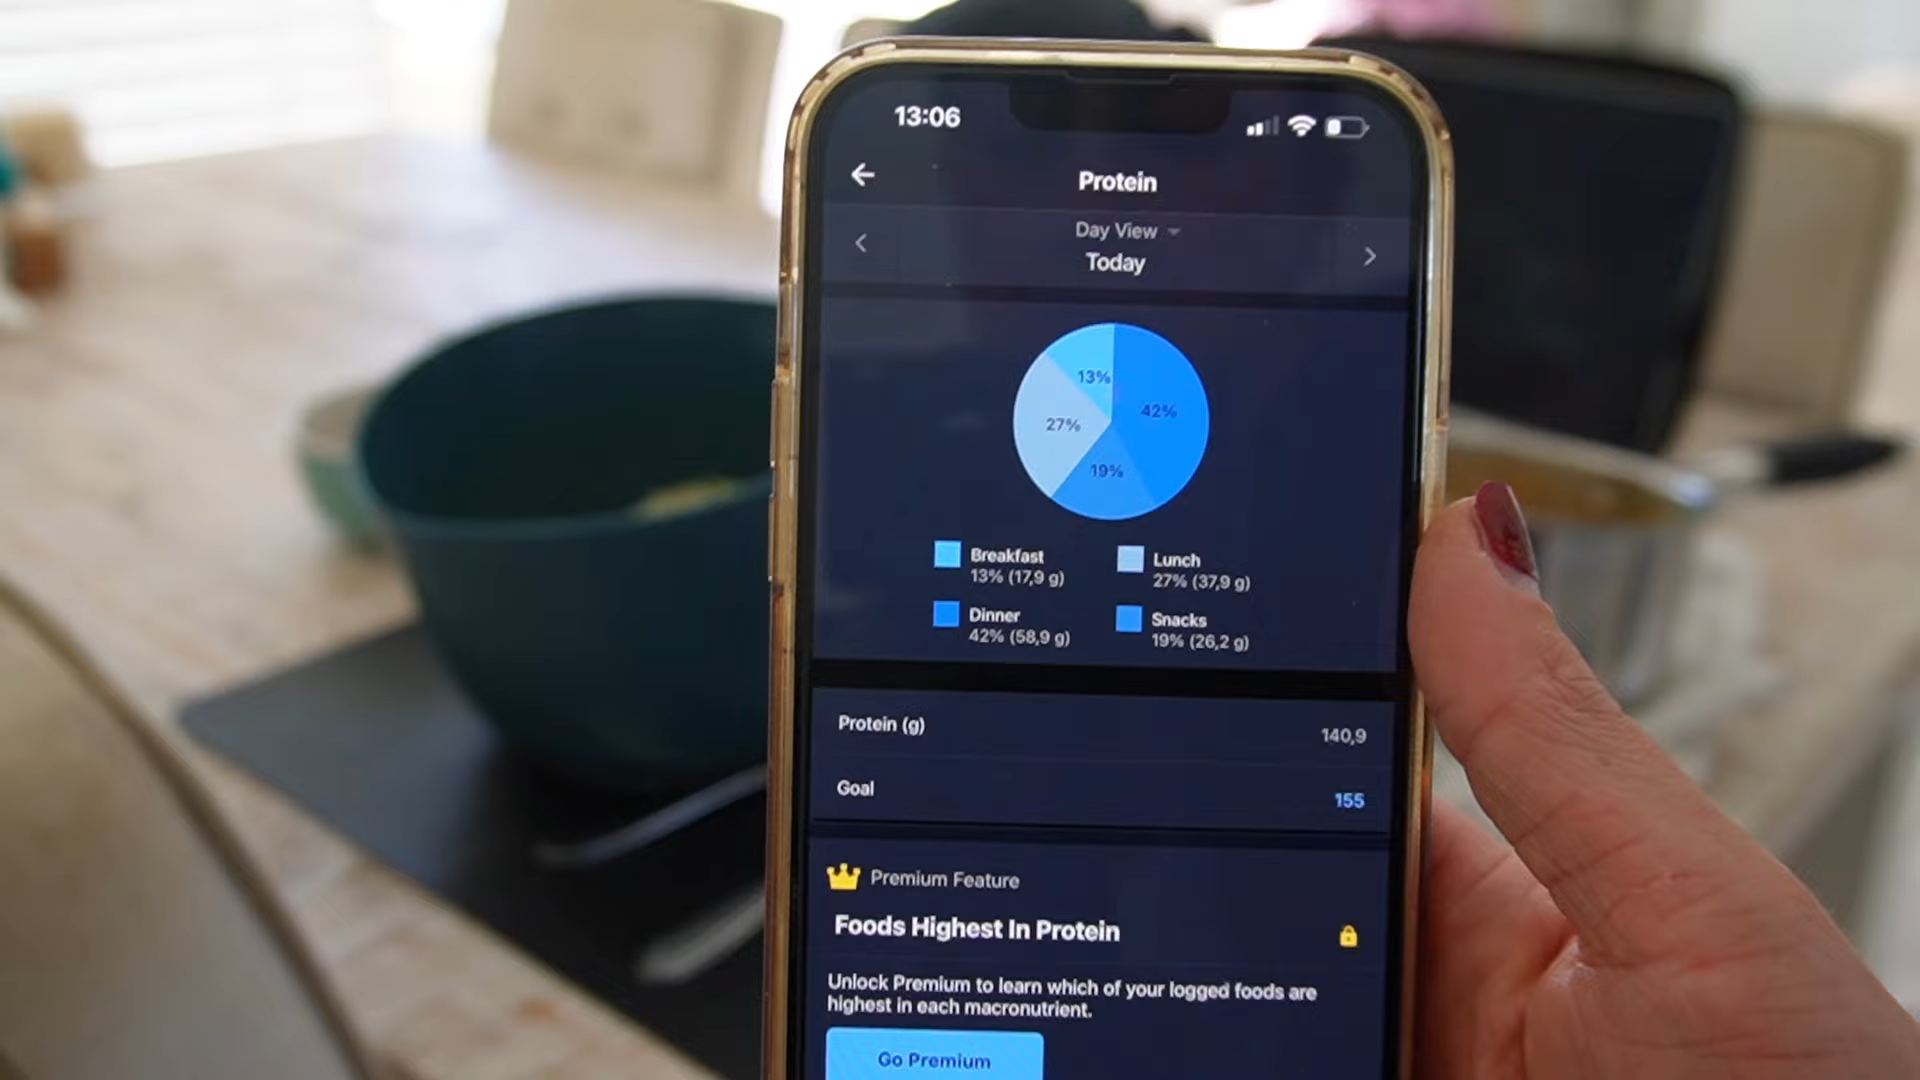 13:06
Protein
Day View
Today
13%
42%
27%
19%
Breakfast
13% (17,9 g)
Lunch
27% (37,9 g)
Dinner
42% (58,9 g)
Snacks
19% (26,2 g)
Protein (g)
140,9
Goal
155
Premium Feature
Foods Highest In Protein
Unlock Premium to learn which of your logged foods are
highest in each macronutrient.
Go Premium